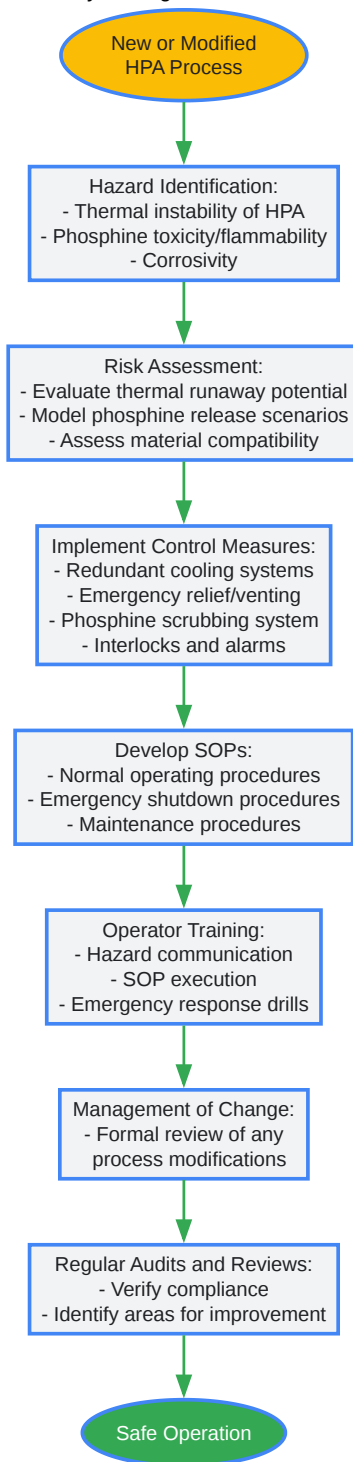 New or Modified
HPA Process
Hazard Identification:
- Thermal instability of HPA
- Phosphine toxicity/flammability
- Corrosivity
Risk Assessment:
- Evaluate thermal runaway potential
- Model phosphine release scenarios
- Assess material compatibility
Implement Control Measures:
- Redundant cooling systems
- Emergency relief/venting
- Phosphine scrubbing system
- Interlocks and alarms
Develop SOPs:
- Normal operating procedures
- Emergency shutdown procedures
- Maintenance procedures
Operator Training:
- Hazard communication
- SOP execution
- Emergency response drills
Management of Change:
- Formal review of any
process modifications
Regular Audits and Reviews:
- Verify compliance
- Identify areas for improvement
Safe Operation